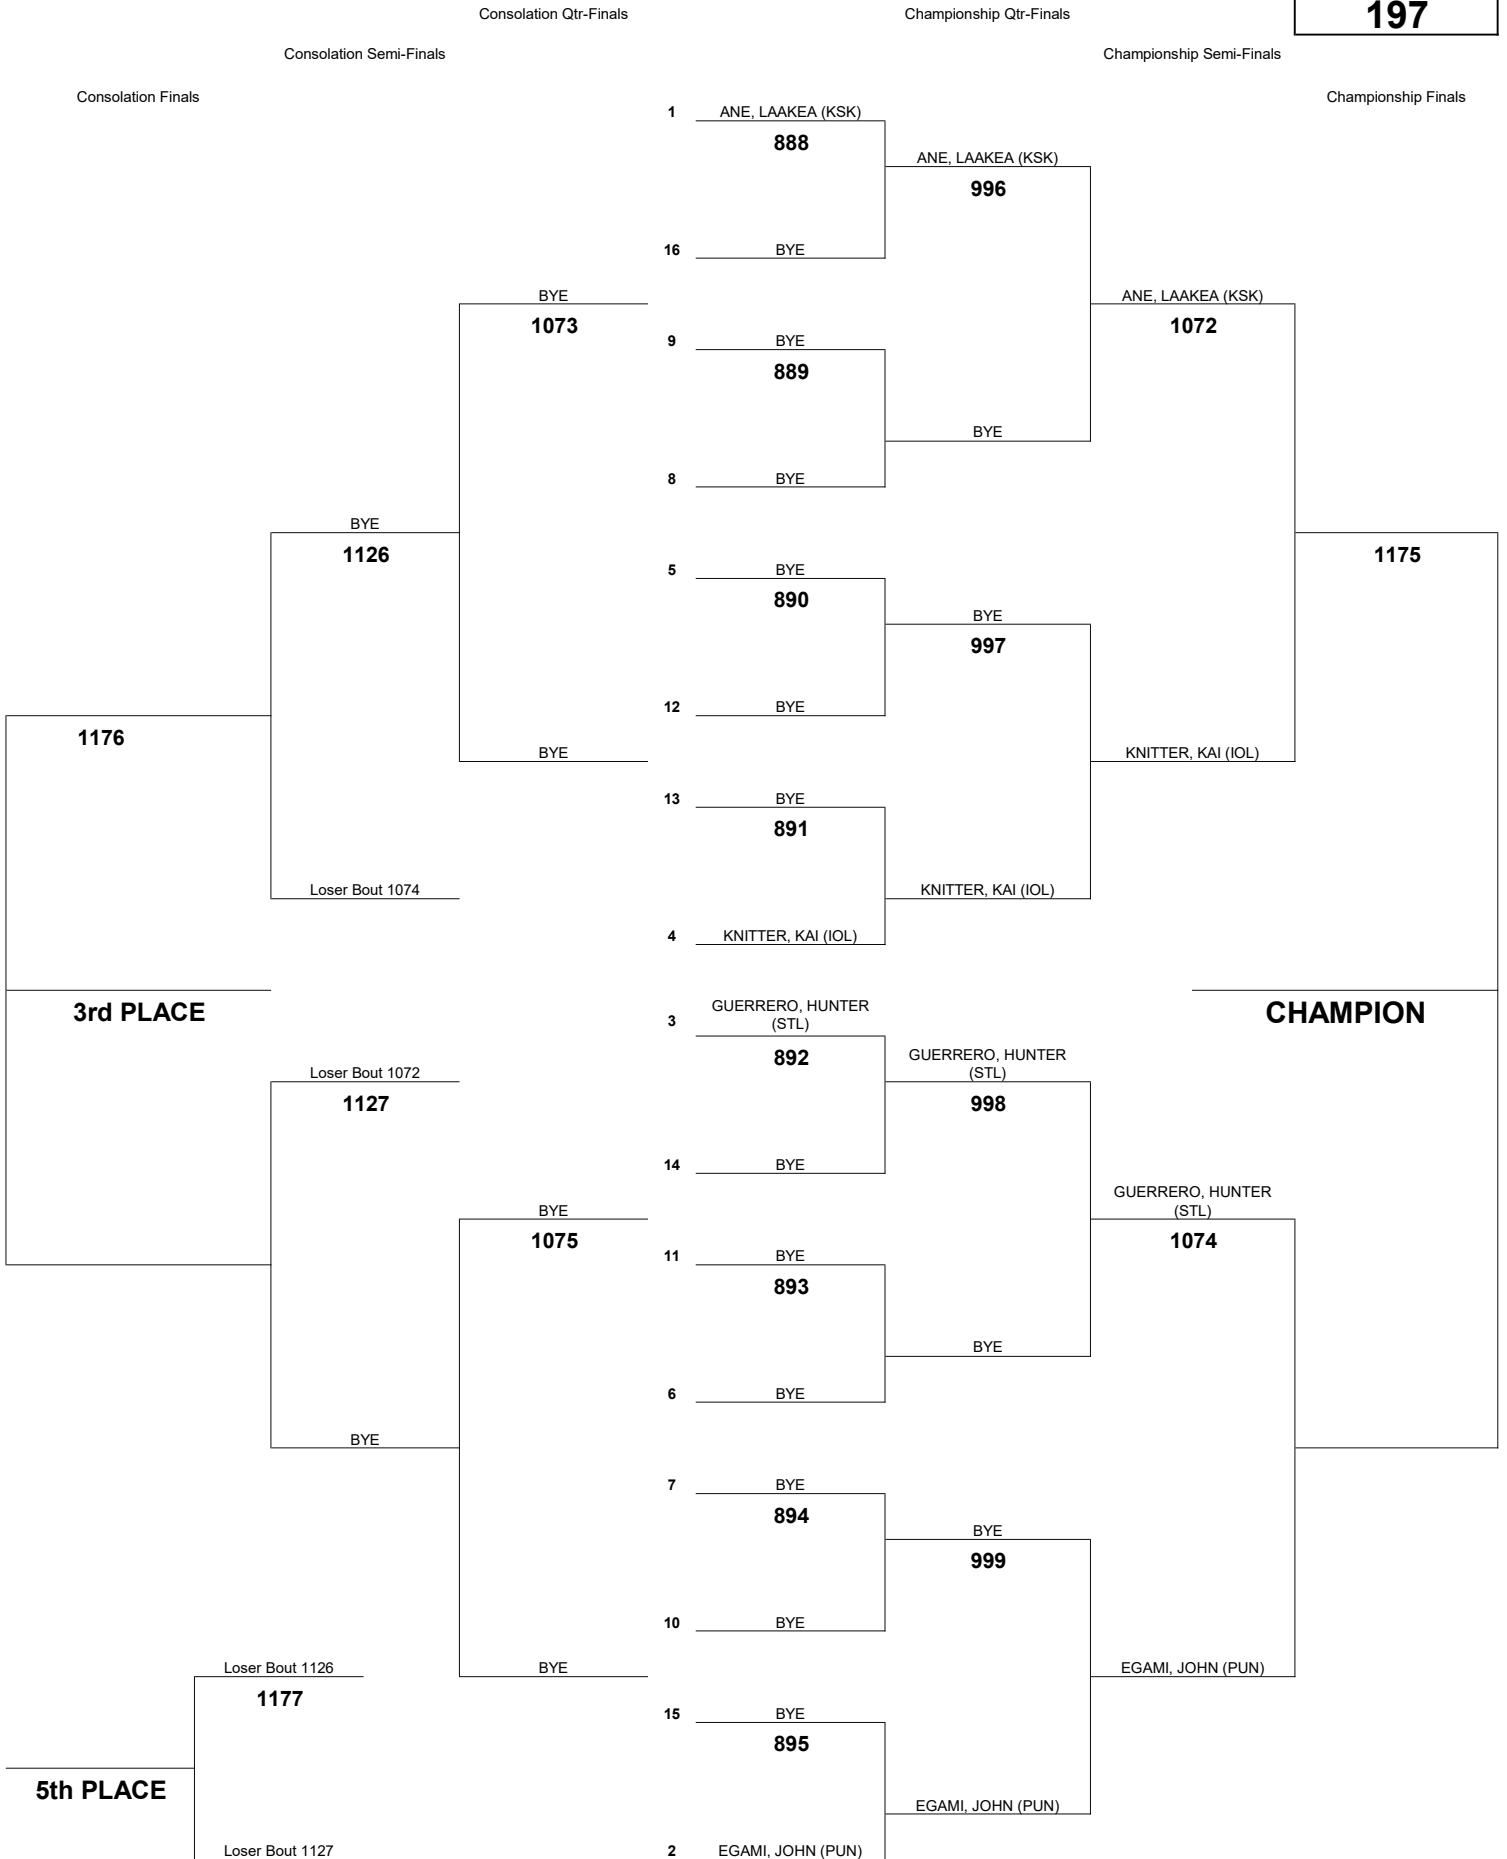 Consolation Qtr-Finals
Championship Qtr-Finals
197
Consolation Semi-Finals
Championship Semi-Finals
Consolation Finals
Championship Finals
1
ANE, LAAKEA (KSK)
888
ANE, LAAKEA (KSK)
996
16
BYE
BYE
ANE, LAAKEA (KSK)
1073
1072
9
BYE
889
BYE
8
BYE
BYE
1126
1175
5
BYE
890
BYE
997
12
BYE
1176
BYE
KNITTER, KAI (IOL)
13
BYE
891
Loser Bout 1074
KNITTER, KAI (IOL)
4
KNITTER, KAI (IOL)
3rd PLACE
CHAMPION
3
GUERRERO, HUNTER
(STL)
892
GUERRERO, HUNTER
(STL)
Loser Bout 1072
1127
998
14
BYE
GUERRERO, HUNTER
(STL)
BYE
1075
1074
11
BYE
893
BYE
6
BYE
BYE
7
BYE
894
BYE
999
10
BYE
Loser Bout 1126
BYE
EGAMI, JOHN (PUN)
1177
15
BYE
895
5th PLACE
EGAMI, JOHN (PUN)
Loser Bout 1127
2
EGAMI, JOHN (PUN)